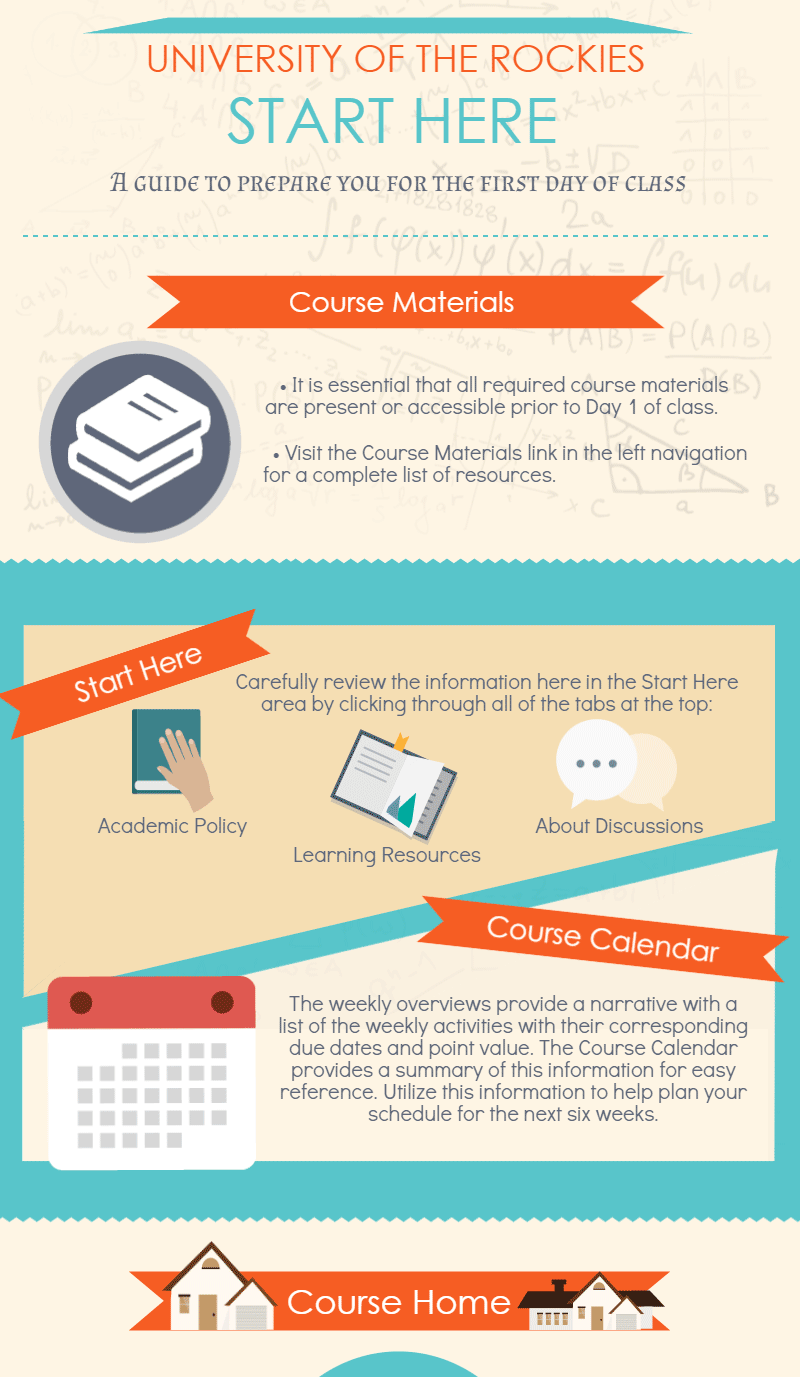 UNIVERSITY OF THE ROCKIES
START HERE
A GUIDE TO PREPARE YOU FOR THE FIRST DAY OF CLASS
Course Materials
• It is essential that all required course materials
are present or accessible prior to Day 1 of class.
• Visit the Course Materials link in the left navigation
for a complete list of resources.
Start Here
Carefully review the information here in the Start Here
area by clicking through all of the tabs at the top:
Academic Policy
Learning Resources
About Discussions
Course Calendar
The weekly overviews provide a narrative with a
list of the weekly activities with their corresponding
due dates and point value. The Course Calendar
provides a summary of this information for easy
reference. Utilize this information to help plan your
schedule for the next six weeks.
Course Home